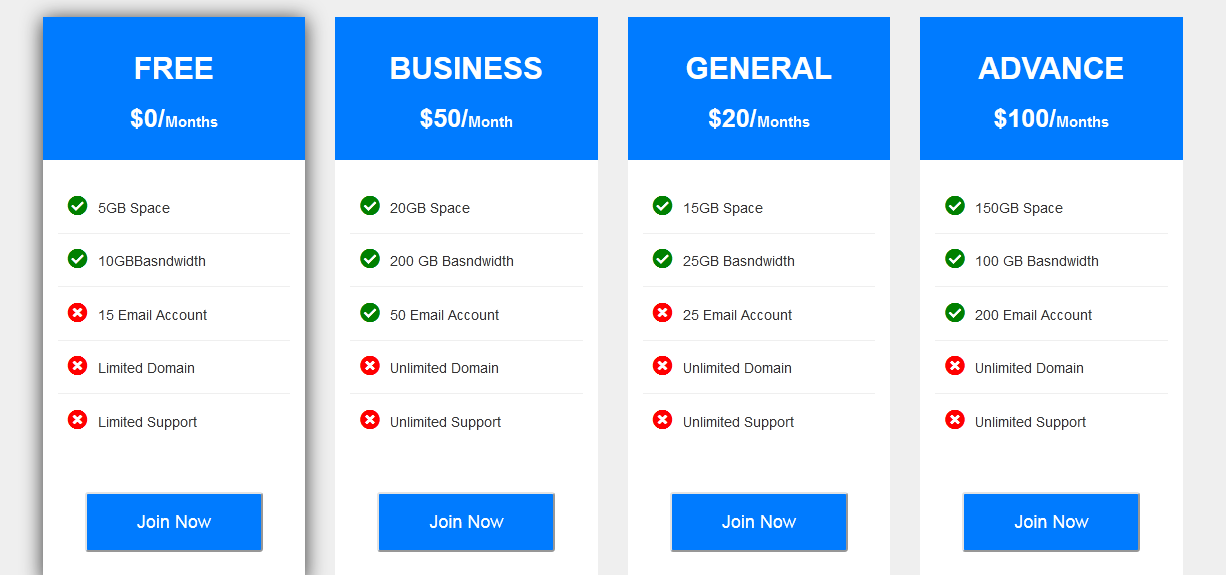 FREE
$0/Months
5GB Space
10GBBasndwidth
15 Email Account
Limited Domain
Limited Support
Join Now
BUSINESS
$50/Month
20GB Space
200 GB Basndwidth
50 Email Account
Unlimited Domain
Unlimited Support
Join Now
GENERAL
$20/Months
15GB Space
25GB Basndwidth
25 Email Account
Unlimited Domain
Unlimited Support
Join Now
ADVANCE
$100/Months
150GB Space
100 GB Basndwidth
200 Email Account
Unlimited Domain
Unlimited Support
Join Now